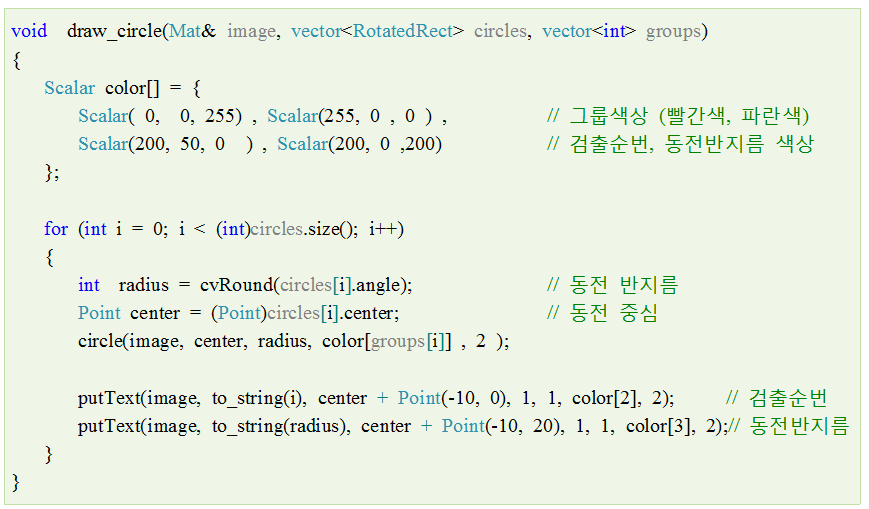 void draw_circle(Mat& image, vector<RotatedRect> circles, vector<int> groups)
{
Scalar color[] = {
Scalar( 0, 0, 255) , Scalar(255, 0 , 0 ) , // 그룹색상 (빨간색, 파란색)
Scalar(200, 50, 0 ) , Scalar(200, 0 ,200) // 검출순번, 동전반지름 색상
};
for (int i = 0; i < (int)circles.size(); i++)
{
int radius = cvRound(circles[i].angle); // 동전 반지름
Point center = (Point)circles[i].center; // 동전 중심
circle(image, center, radius, color[groups[i]] , 2 );
putText(image, to_string(i), center + Point(-10, 0), 1, 1, color[2], 2); // 검출순번
putText(image, to_string(radius), center + Point(-10, 20), 1, 1, color[3], 2);// 동전반지름
}
}